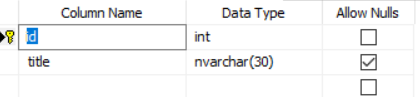 Column Name Data Type Allow Nulls
id int
title nvarchar(30)